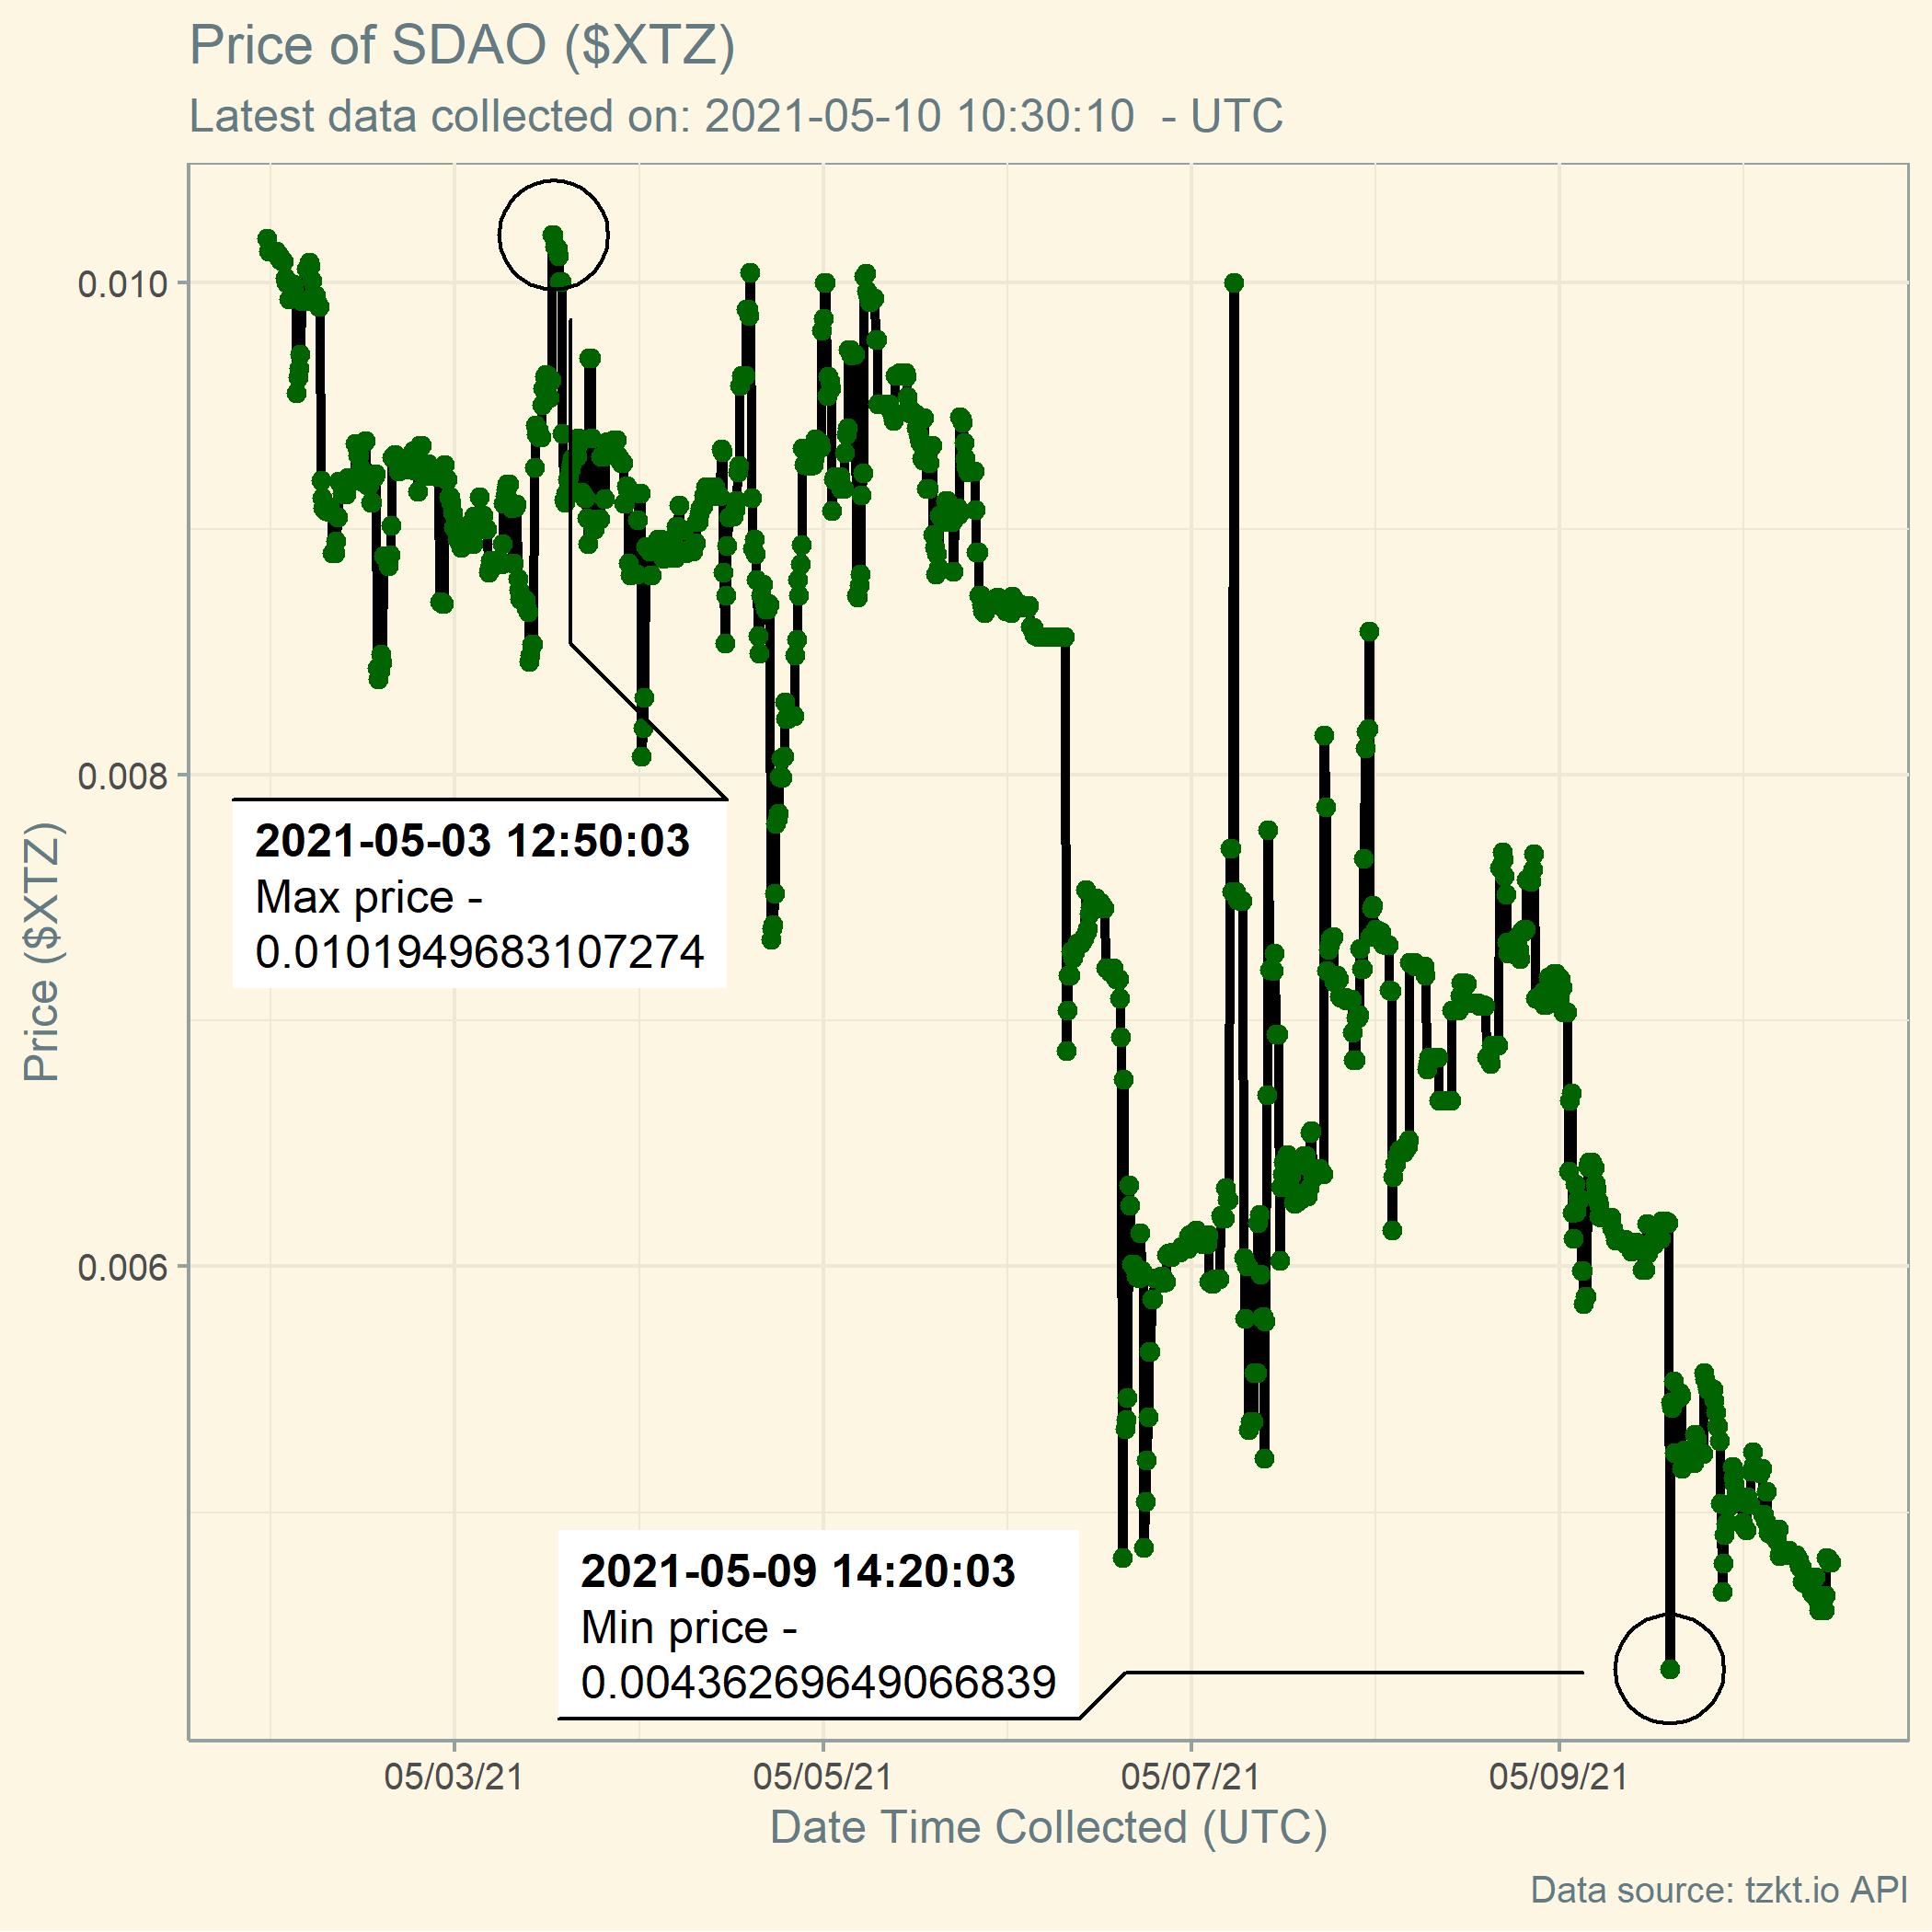 Price of SDAO ($XTZ)
Latest data collected on: 2021-05-10 10:30:10  - UTC
Price ($XTZ)
0.010
0.008
0.006
2021-05-03 12:50:03
Max price -
0.0101949683107274
2021-05-09 14:20:03
Min price -
0.00436269649066839
05/03/21
05/05/21
05/07/21
05/09/21
Date Time Collected (UTC)
Data source: tzkt.io API